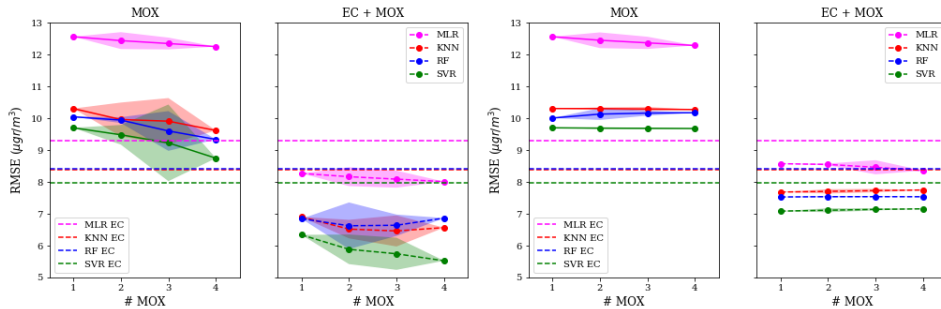 MOX
EC + MOX
MOX
EC + MOX
RMSE (μgr/m³)
13
12
11
10
9
8
7
6
5
MLR EC
KNN EC
RF EC
SVR EC
1 2 3 4
# MOX
MLR
KNN
RF
SVR
1 2 3 4
# MOX
RMSE (μgr/m³)
13
12
11
10
9
8
7
6
5
MLR EC
KNN EC
RF EC
SVR EC
1 2 3 4
# MOX
MLR
KNN
RF
SVR
1 2 3 4
# MOX